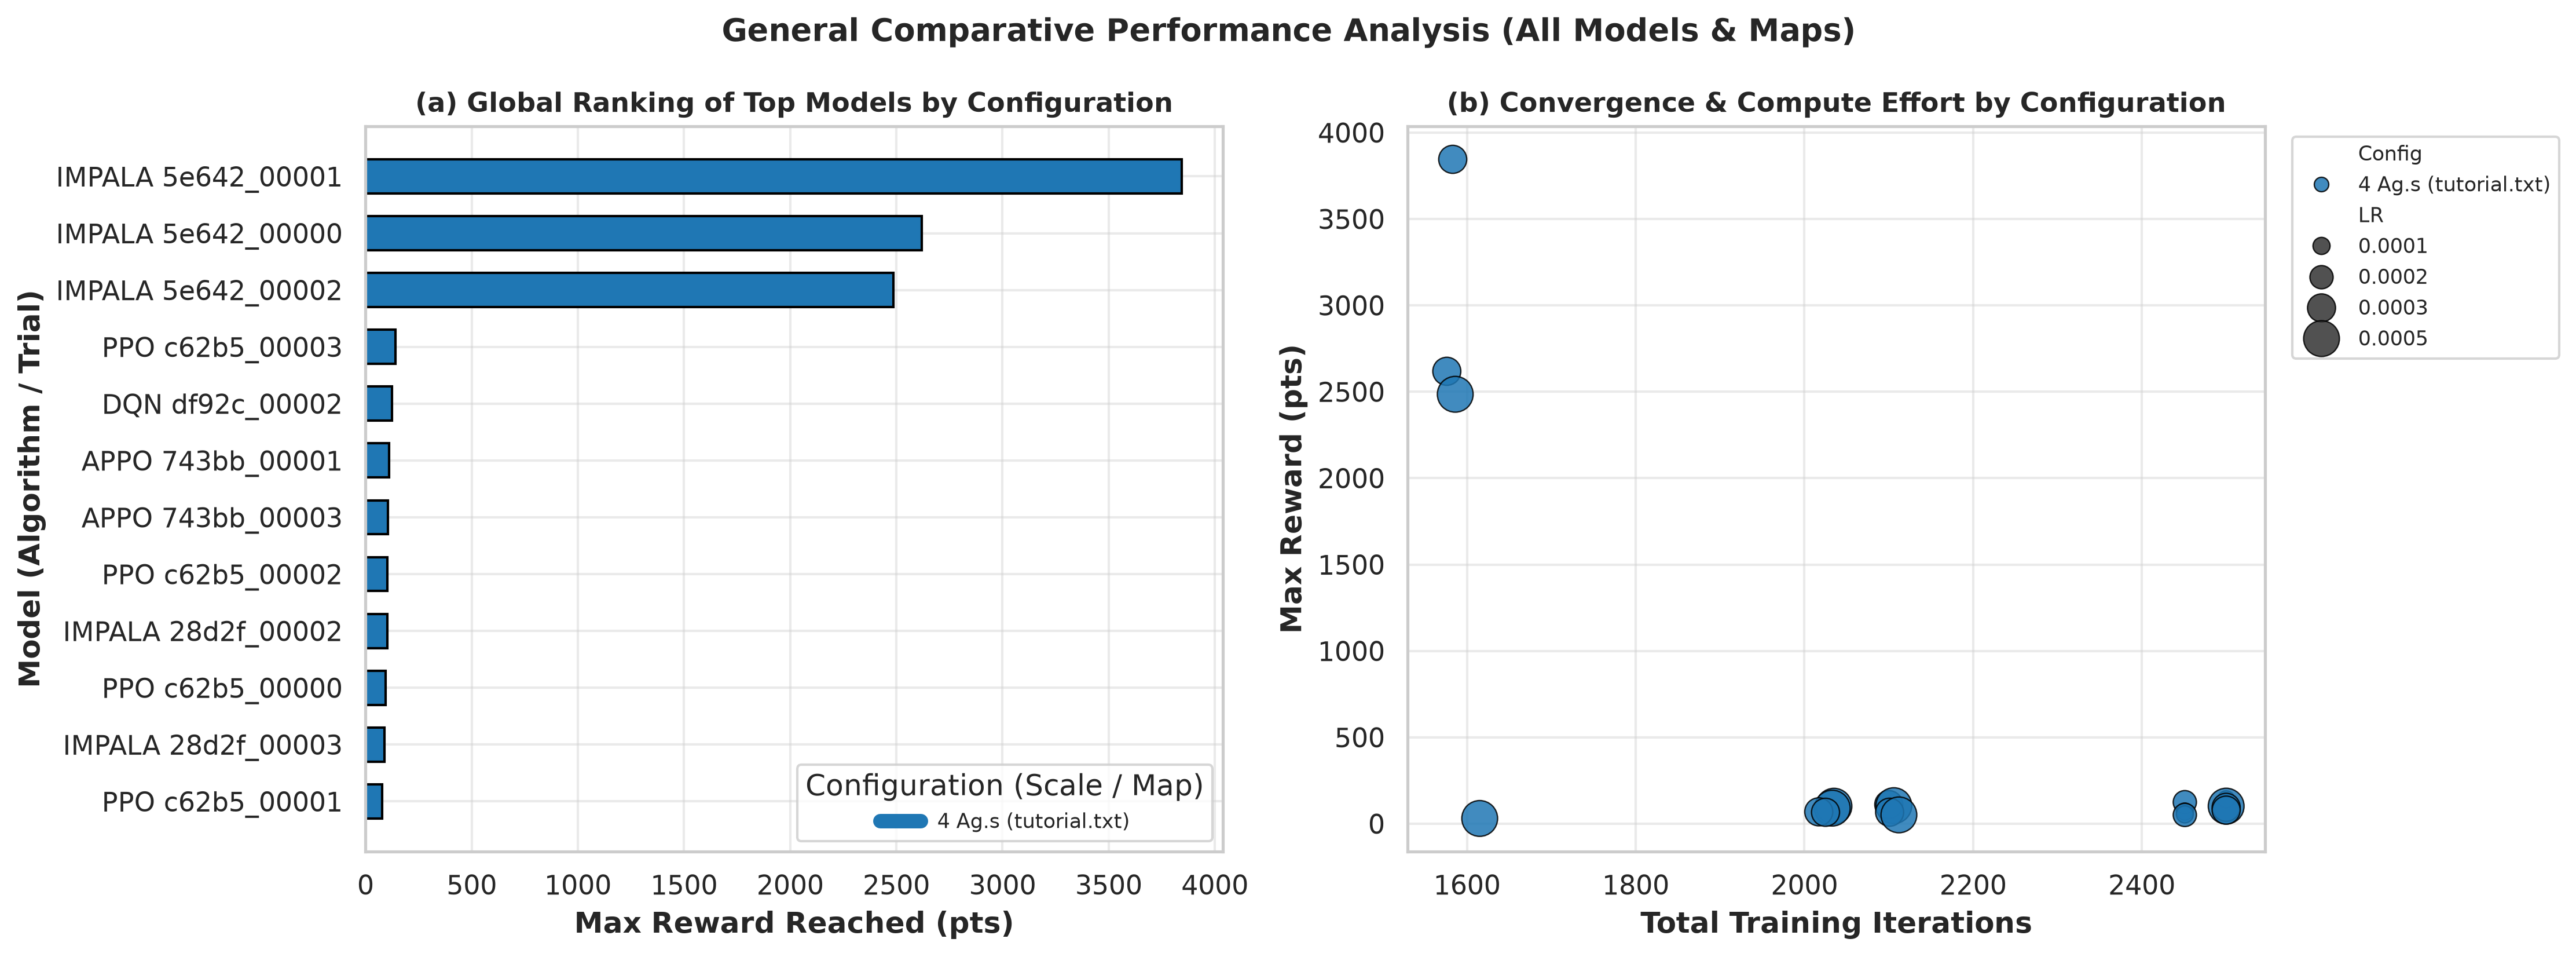 General Comparative Performance Analysis (All Models & Maps)
(a) Global Ranking of Top Models by Configuration
Model (Algorithm / Trial)
IMPALA 5e642_00001
IMPALA 5e642_00000
IMPALA 5e642_00002
PPO c62b5_00003
DQN df92c_00002
APPO 743bb_00001
APPO 743bb_00003
PPO c62b5_00002
IMPALA 28d2f_00002
PPO c62b5_00000
IMPALA 28d2f_00003
PPO c62b5_00001
Configuration (Scale / Map)
4 Ag.s (tutorial.txt)
0 500 1000 1500 2000 2500 3000 3500 4000
Max Reward Reached (pts)
(b) Convergence & Compute Effort by Configuration
Max Reward (pts)
4000
3500
3000
2500
2000
1500
1000
500
0
1600 1800 2000 2200 2400
Total Training Iterations
Config
4 Ag.s (tutorial.txt)
LR
0.0001
0.0002
0.0003
0.0005